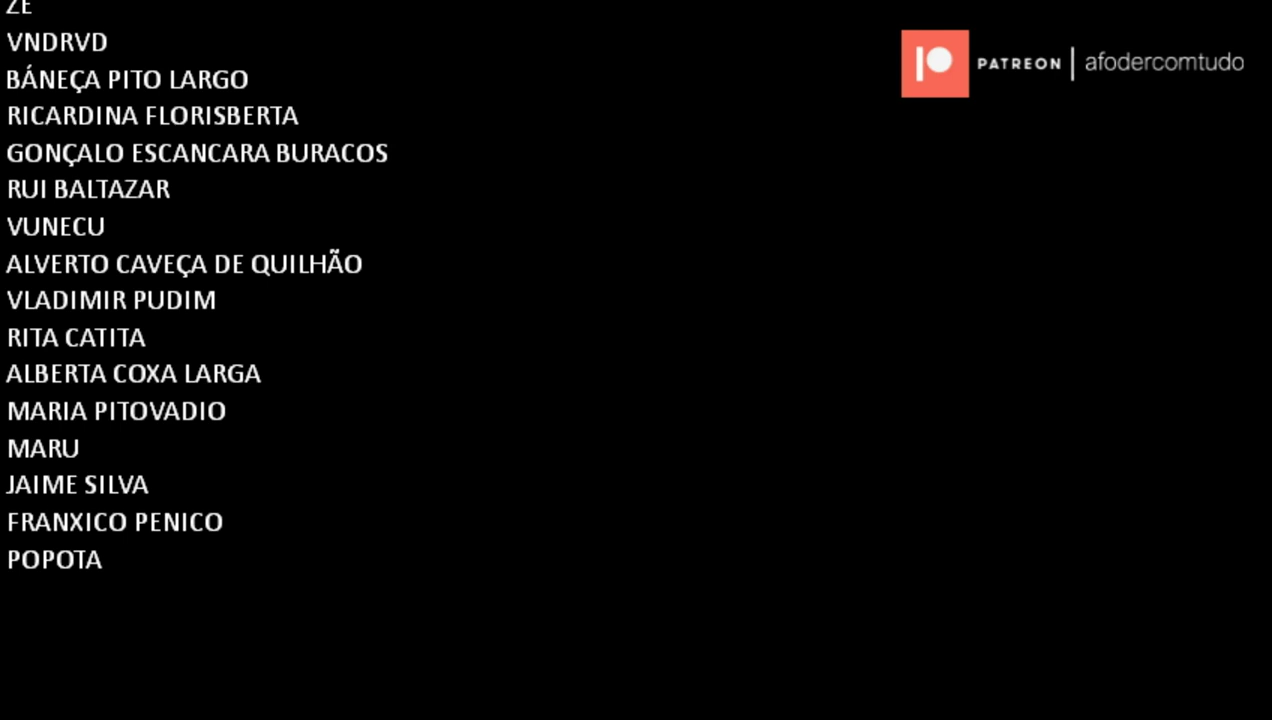 ZE
VNDRVD
BÁNEÇA PITO LARGO
RICARDINA FLORISBERTA
GONÇALO ESCANCARA BURACOS
RUI BALTAZAR
VUNECU
ALVERTO CAVEÇA DE QUILHÃO
VLADIMIR PUDIM
RITA CATITA
ALBERTA COXA LARGA
MARIA PITOVADIO
MARU
JAIME SILVA
FRANXICO PENICO
POPOTA
PATREON | afodercomtudo